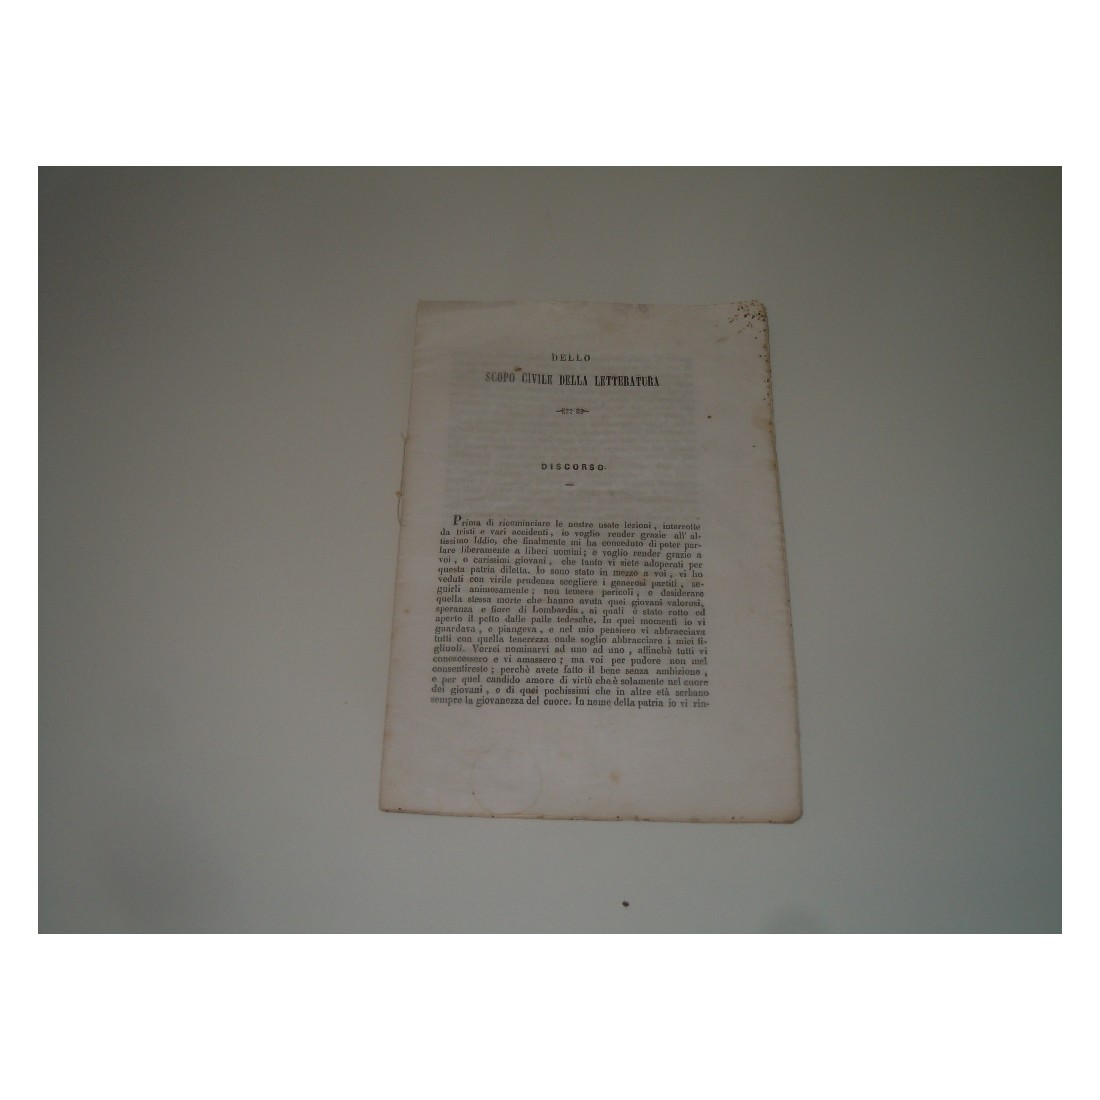 DELLO
SCOPO CIVILE DELLA LETTERATURA
DISCORSO.
Prima di ricominciare le nostre usate lezioni, interrotte
da tristi e vari accidenti, io voglio render grazie all' al-
tissimo Iddio, che finalmente mi ha conceduto di poter par-
lare liberamente a liberi uomini; e voglio render grazie a
voi, o carissimi giovani, che tanto vi siete adoperati per
questa patria diletta. Io sono stato in mezzo a voi, vi ho
veduti con virile prudenza scegliere i generosi partiti, se-
guirli animosamente; non temere pericoli, e desiderare
quella stessa morte che hanno avuta quei giovani valorosi,
speranza e fiore di Lombardia, ai quali è stato rotto ed
aperto il petto dalle palle tedesche. In quei momenti io vi
guardava, e piangeva, e nel mio pensiero vi abbracciava
tutti con quella tenerezza onde soglio abbracciare i miei fi-
gliuoli. Vorrei nominarvi ad uno ad uno, affinchè tutti vi
conoscessero e vi amassero; ma voi per pudore non mel
consentireste; perchè avete fatto il bene senza ambizione,
e per quel candido amore di virtù che è solamente nel cuore
dei giovani, o di quei pochissimi che in altre età serbano
sempre la giovanezza del cuore. In nome della patria io vi rin-